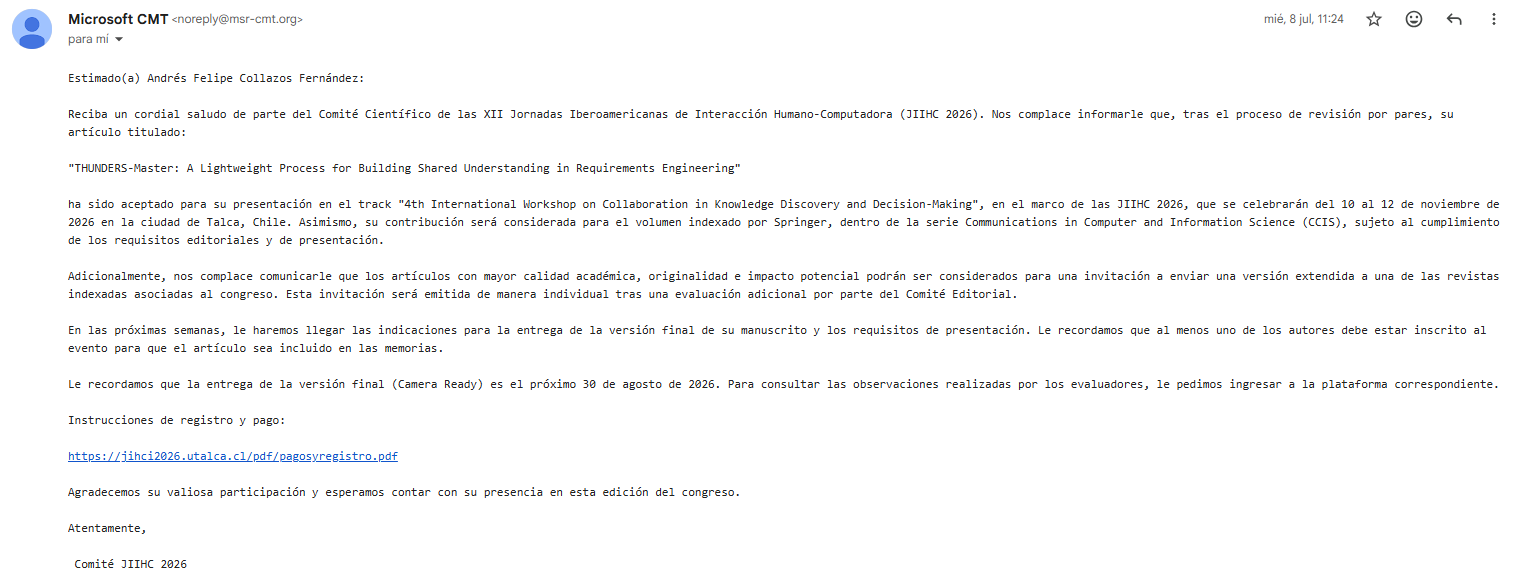 Microsoft CMT <noreply@msr-cmt.org>
mié, 8 jul, 11:24
para mí
Estimado(a) Andrés Felipe Collazos Fernández:
Reciba un cordial saludo de parte del Comité Científico de las XII Jornadas Iberoamericanas de Interacción Humano-Computadora (JIIHC 2026). Nos complace informarle que, tras el proceso de revisión por pares, su
artículo titulado:
"THUNDERS-Master: A Lightweight Process for Building Shared Understanding in Requirements Engineering"
ha sido aceptado para su presentación en el track "4th International Workshop on Collaboration in Knowledge Discovery and Decision-Making", en el marco de las JIIHC 2026, que se celebrarán del 10 al 12 de noviembre de
2026 en la ciudad de Talca, Chile. Asimismo, su contribución será considerada para el volumen indexado por Springer, dentro de la serie Communications in Computer and Information Science (CCIS), sujeto al cumplimiento
de los requisitos editoriales y de presentación.
Adicionalmente, nos complace comunicarle que los artículos con mayor calidad académica, originalidad e impacto potencial podrán ser considerados para una invitación a enviar una versión extendida a una de las revistas
indexadas asociadas al congreso. Esta invitación será emitida de manera individual tras una evaluación adicional por parte del Comité Editorial.
En las próximas semanas, le haremos llegar las indicaciones para la entrega de la versión final de su manuscrito y los requisitos de presentación. Le recordamos que al menos uno de los autores debe estar inscrito al
evento para que el artículo sea incluido en las memorias.
Le recordamos que la entrega de la versión final (Camera Ready) es el próximo 30 de agosto de 2026. Para consultar las observaciones realizadas por los evaluadores, le pedimos ingresar a la plataforma correspondiente.
Instrucciones de registro y pago:
https://jihci2026.utalca.cl/pdf/pagosyregistro.pdf
Agradecemos su valiosa participación y esperamos contar con su presencia en esta edición del congreso.
Atentamente,
Comité JIIHC 2026